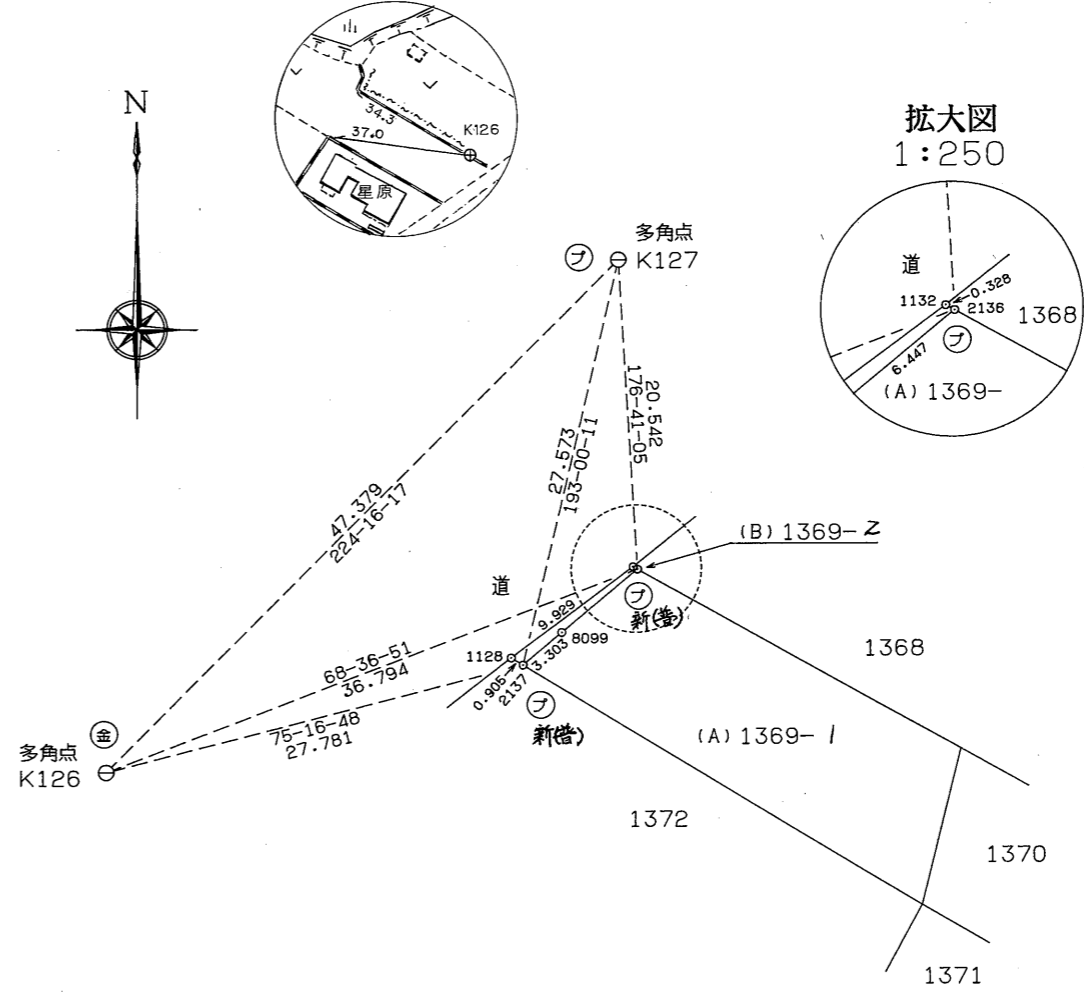 山
N
34.3
K126
37.0
星原
拡大図
1:250
道
1132
0.328
2136
1368
プ
6.447
(A) 1369-
多角点
K127
プ
20.542
176-41-05
27.573
193-00-11
47.379
224-16-17
(B) 1369-2
道
プ
新(普)
9.929
8099
1128
3.303
0.905
2137
1368
68-36-51
36.794
プ
新(普)
75-16-48
27.781
(A) 1369-1
金
多角点
K126
1372
1370
1371